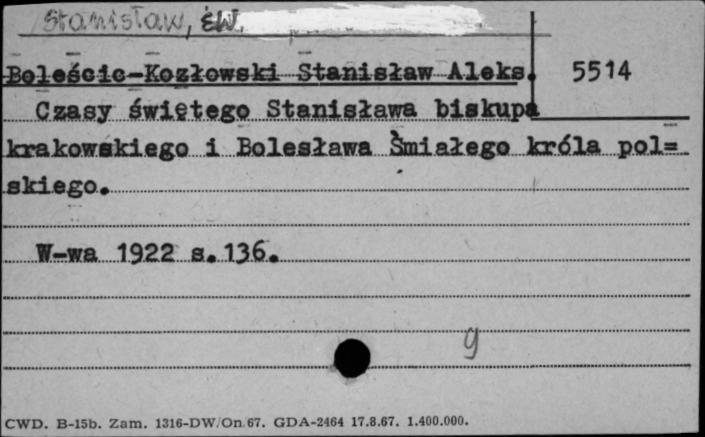 Stanisław, św.
Boleścic-Kozłowski Stanisław Aleks. 5514
Czasy świętego Stanisława biskupa
krakowskiego i Bolesława Śmiałego króla pol=
skiego.
W-wa 1922 s.136.
9
CWD. B-15b. Zam. 1316-DW/On 67. GDA-2464 17.8.67. 1.400.000.